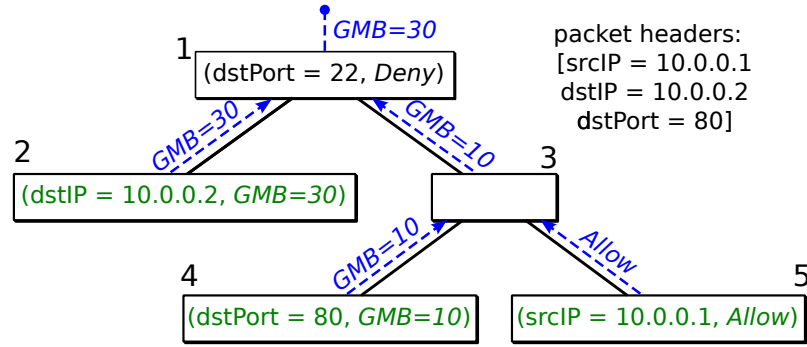 GMB=30
packet headers:
[srcIP = 10.0.0.1
dstIP = 10.0.0.2
dstPort = 80]
1
(dstPort = 22, Deny)
GMB=30
GMB=10
2
(dstIP = 10.0.0.2, GMB=30)
3
GMB=10
Allow
4
(dstPort = 80, GMB=10)
5
(srcIP = 10.0.0.1, Allow)